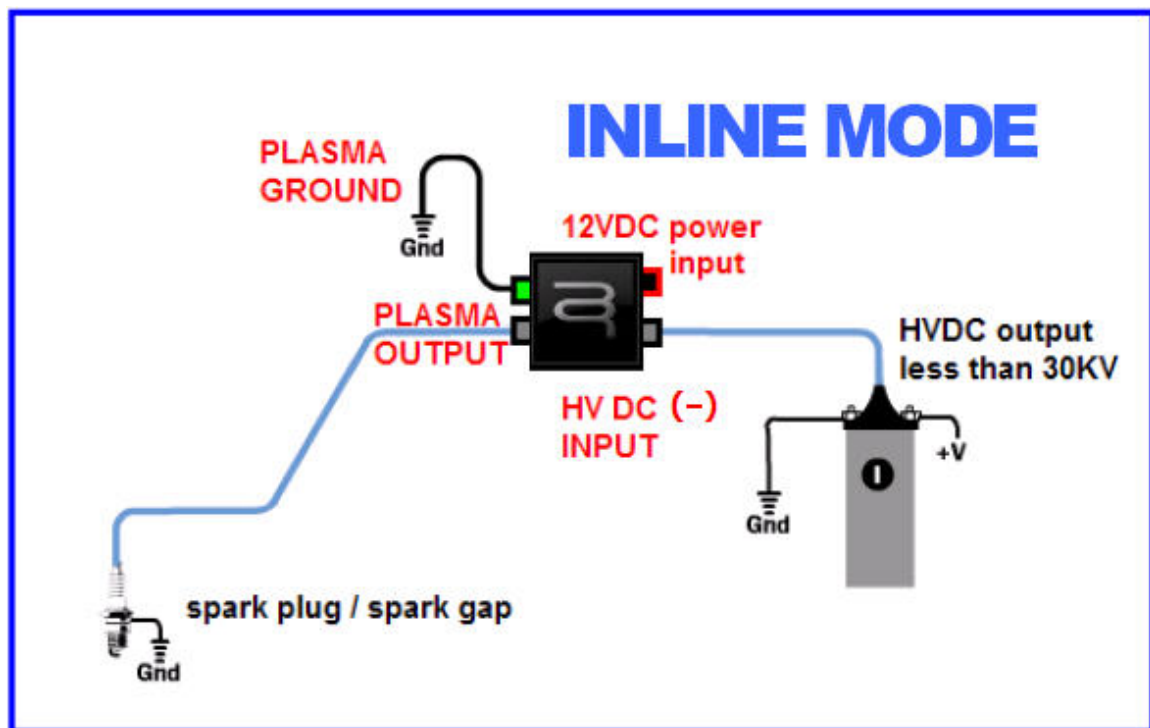 INLINE MODE
PLASMA
GROUND
Gnd
12VDC power
input
PLASMA
OUTPUT
HVDC output
less than 30KV
HV DC (-)
INPUT
+V
I
Gnd
spark plug / spark gap
Gnd